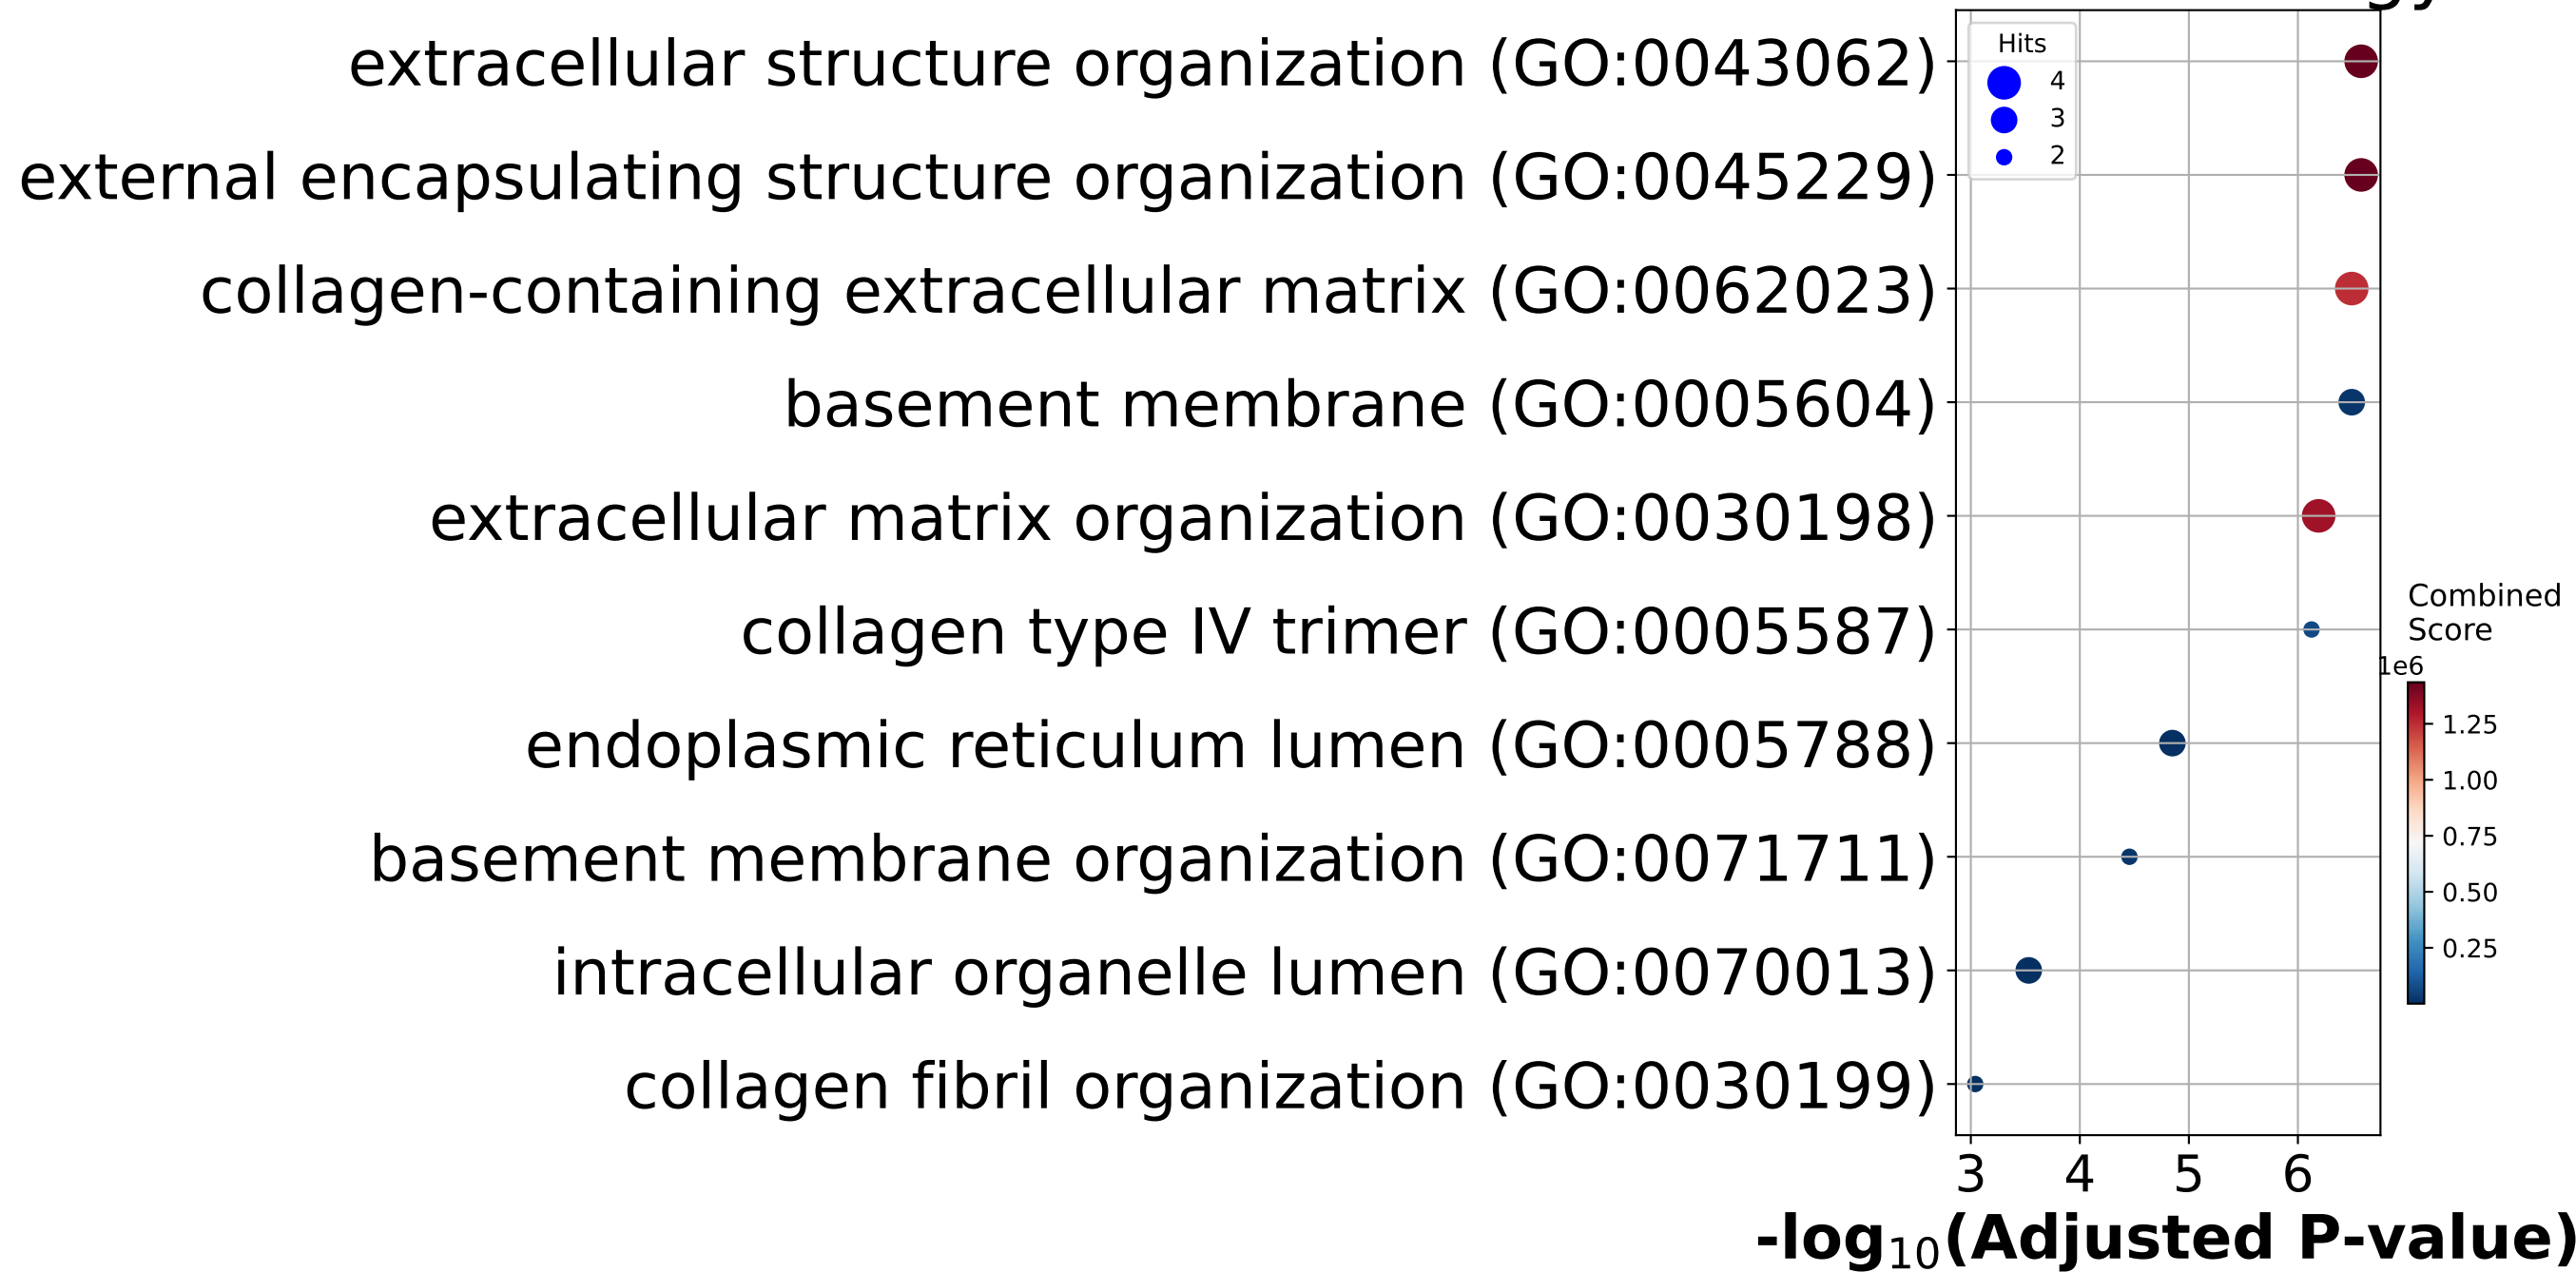 extracellular structure organization (GO:0043062)
external encapsulating structure organization (GO:0045229)
collagen-containing extracellular matrix (GO:0062023)
basement membrane (GO:0005604)
extracellular matrix organization (GO:0030198)
collagen type IV trimer (GO:0005587)
endoplasmic reticulum lumen (GO:0005788)
basement membrane organization (GO:0071711)
intracellular organelle lumen (GO:0070013)
collagen fibril organization (GO:0030199)
Hits
4
3
2
Combined
Score
1e6
1.25
1.00
0.75
0.50
0.25
3 4 5 6
-log₁₀(Adjusted P-value)